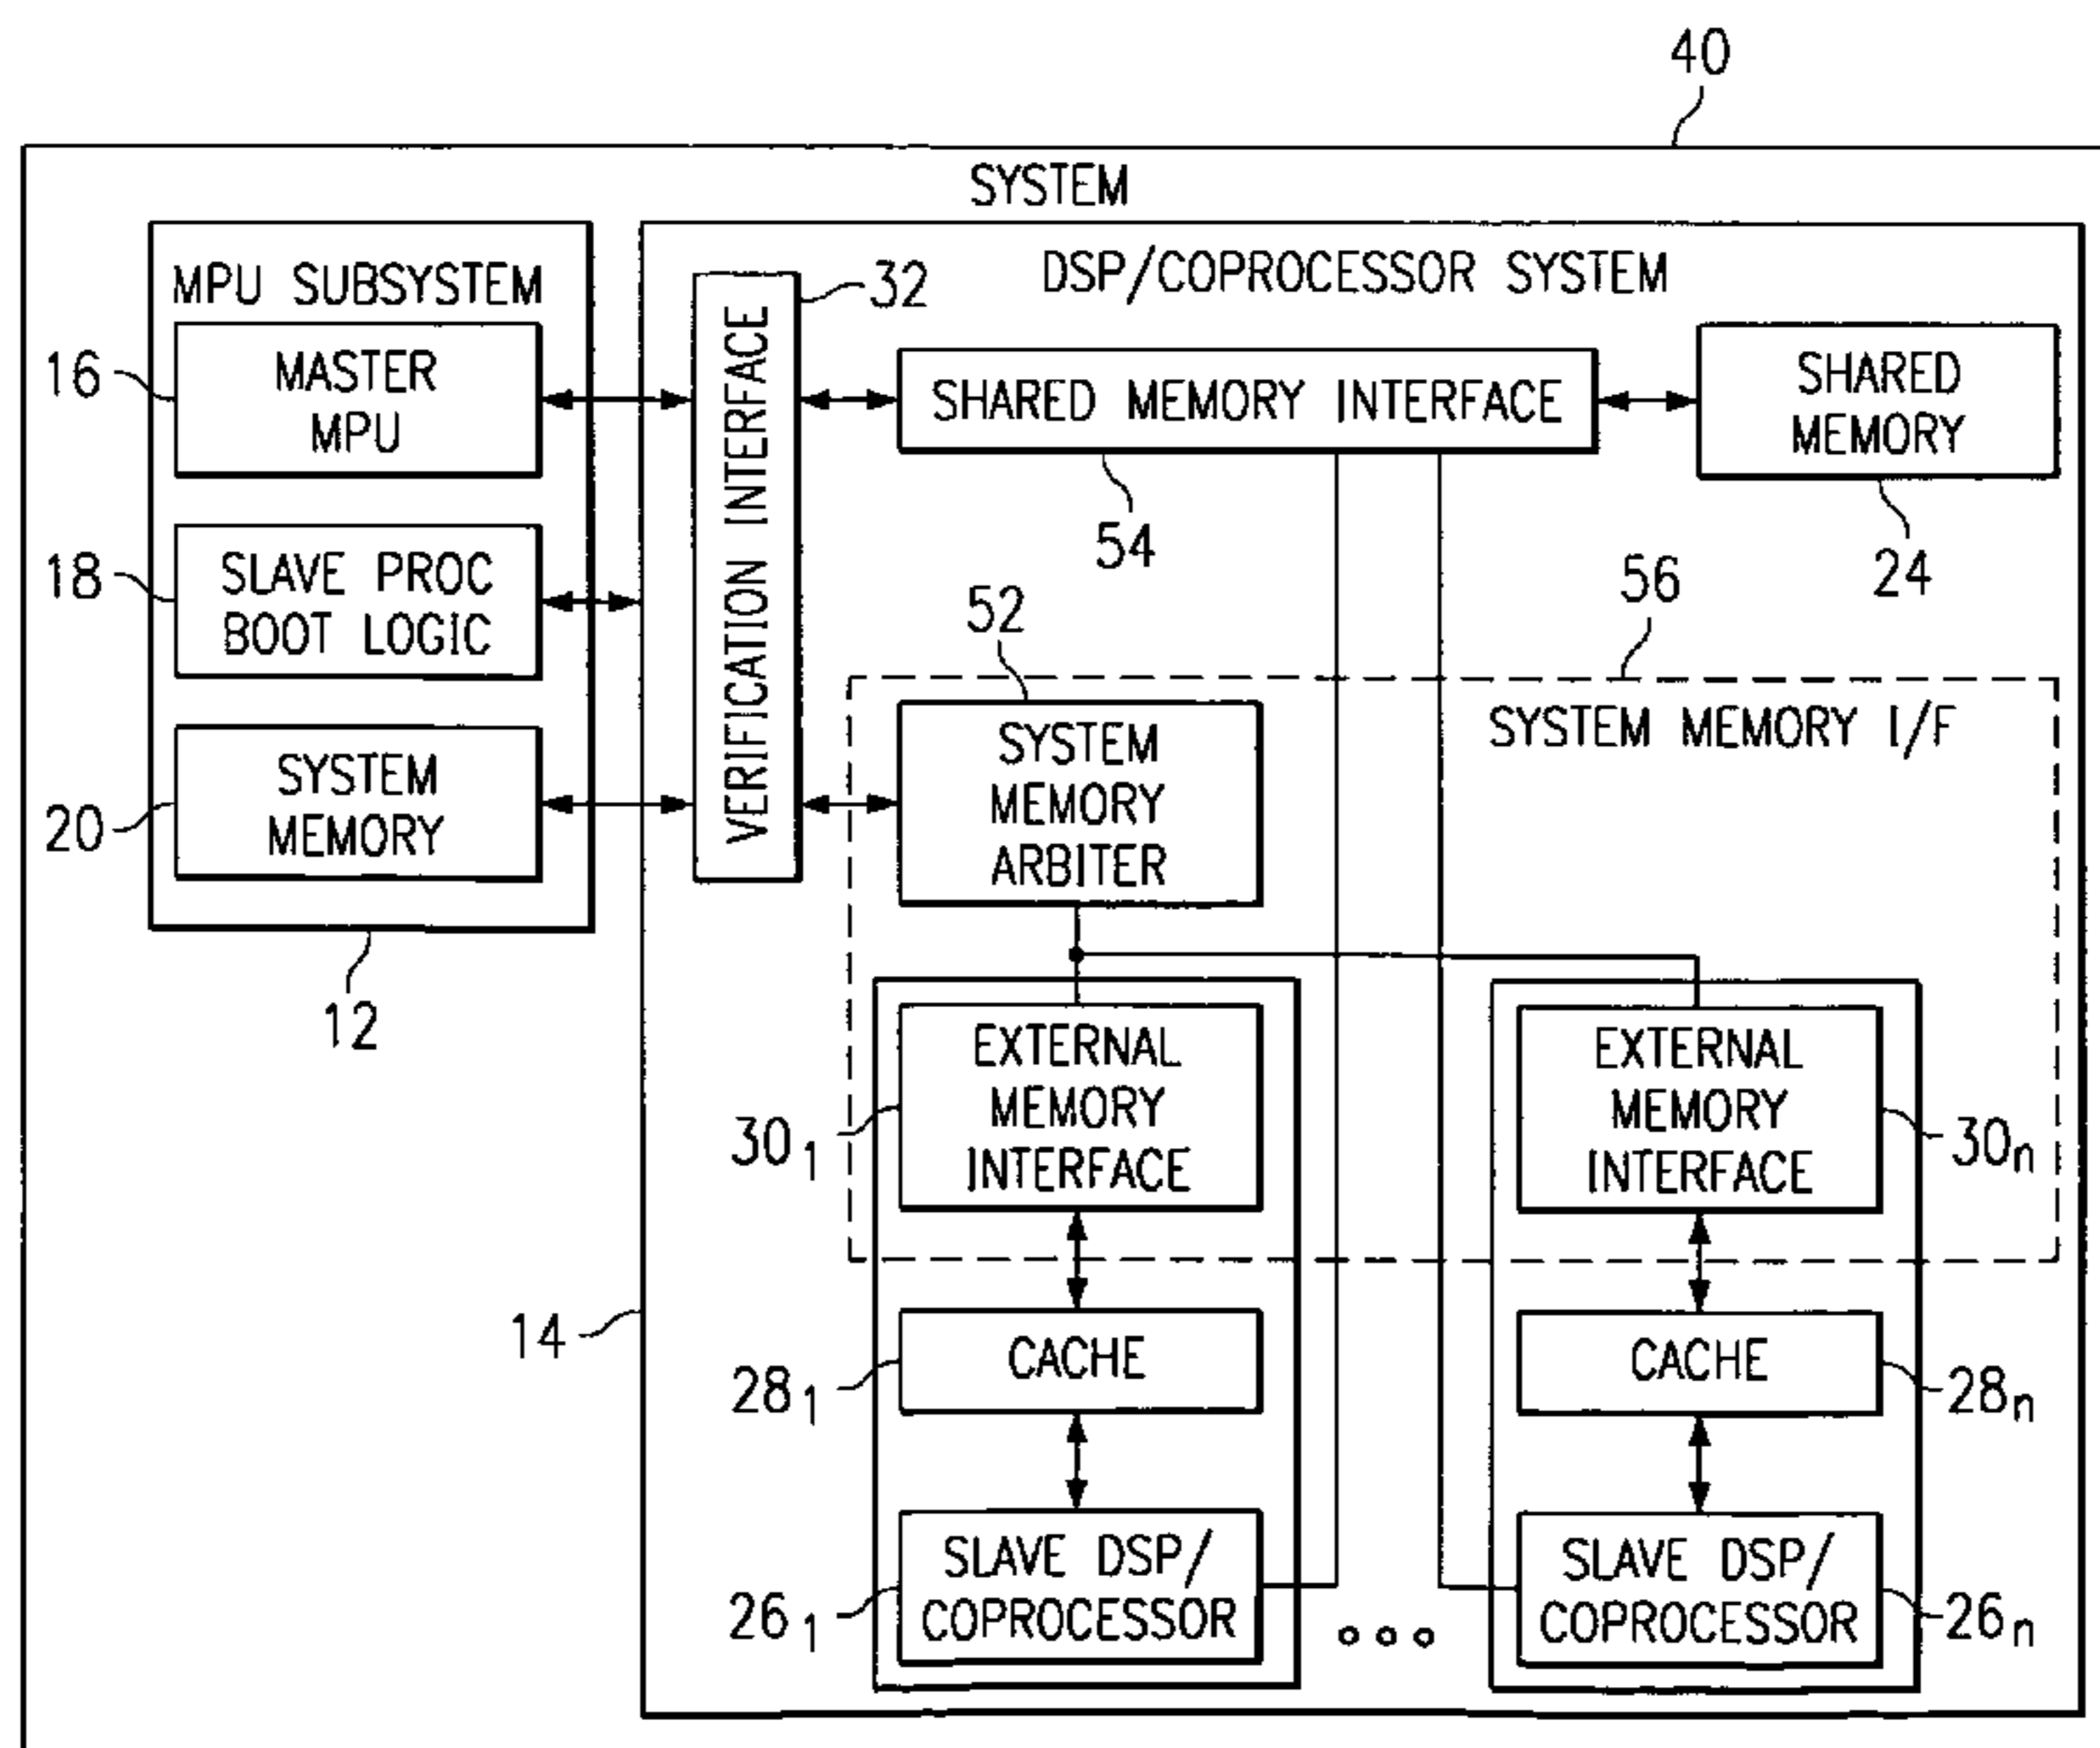 40
SYSTEM
MPU SUBSYSTEM
DSP/COPROCESSOR SYSTEM
32
16
MASTER
MPU
VERIFICATION INTERFACE
SHARED MEMORY INTERFACE
SHARED
MEMORY
54
24
18
SLAVE PROC
BOOT LOGIC
56
52
SYSTEM MEMORY I/F
20
SYSTEM
MEMORY
SYSTEM
MEMORY
ARBITER
12
EXTERNAL
MEMORY
INTERFACE
30₁
EXTERNAL
MEMORY
INTERFACE
30ₙ
14
CACHE
28₁
CACHE
28ₙ
SLAVE DSP/
COPROCESSOR
26₁
SLAVE DSP/
COPROCESSOR
26ₙ